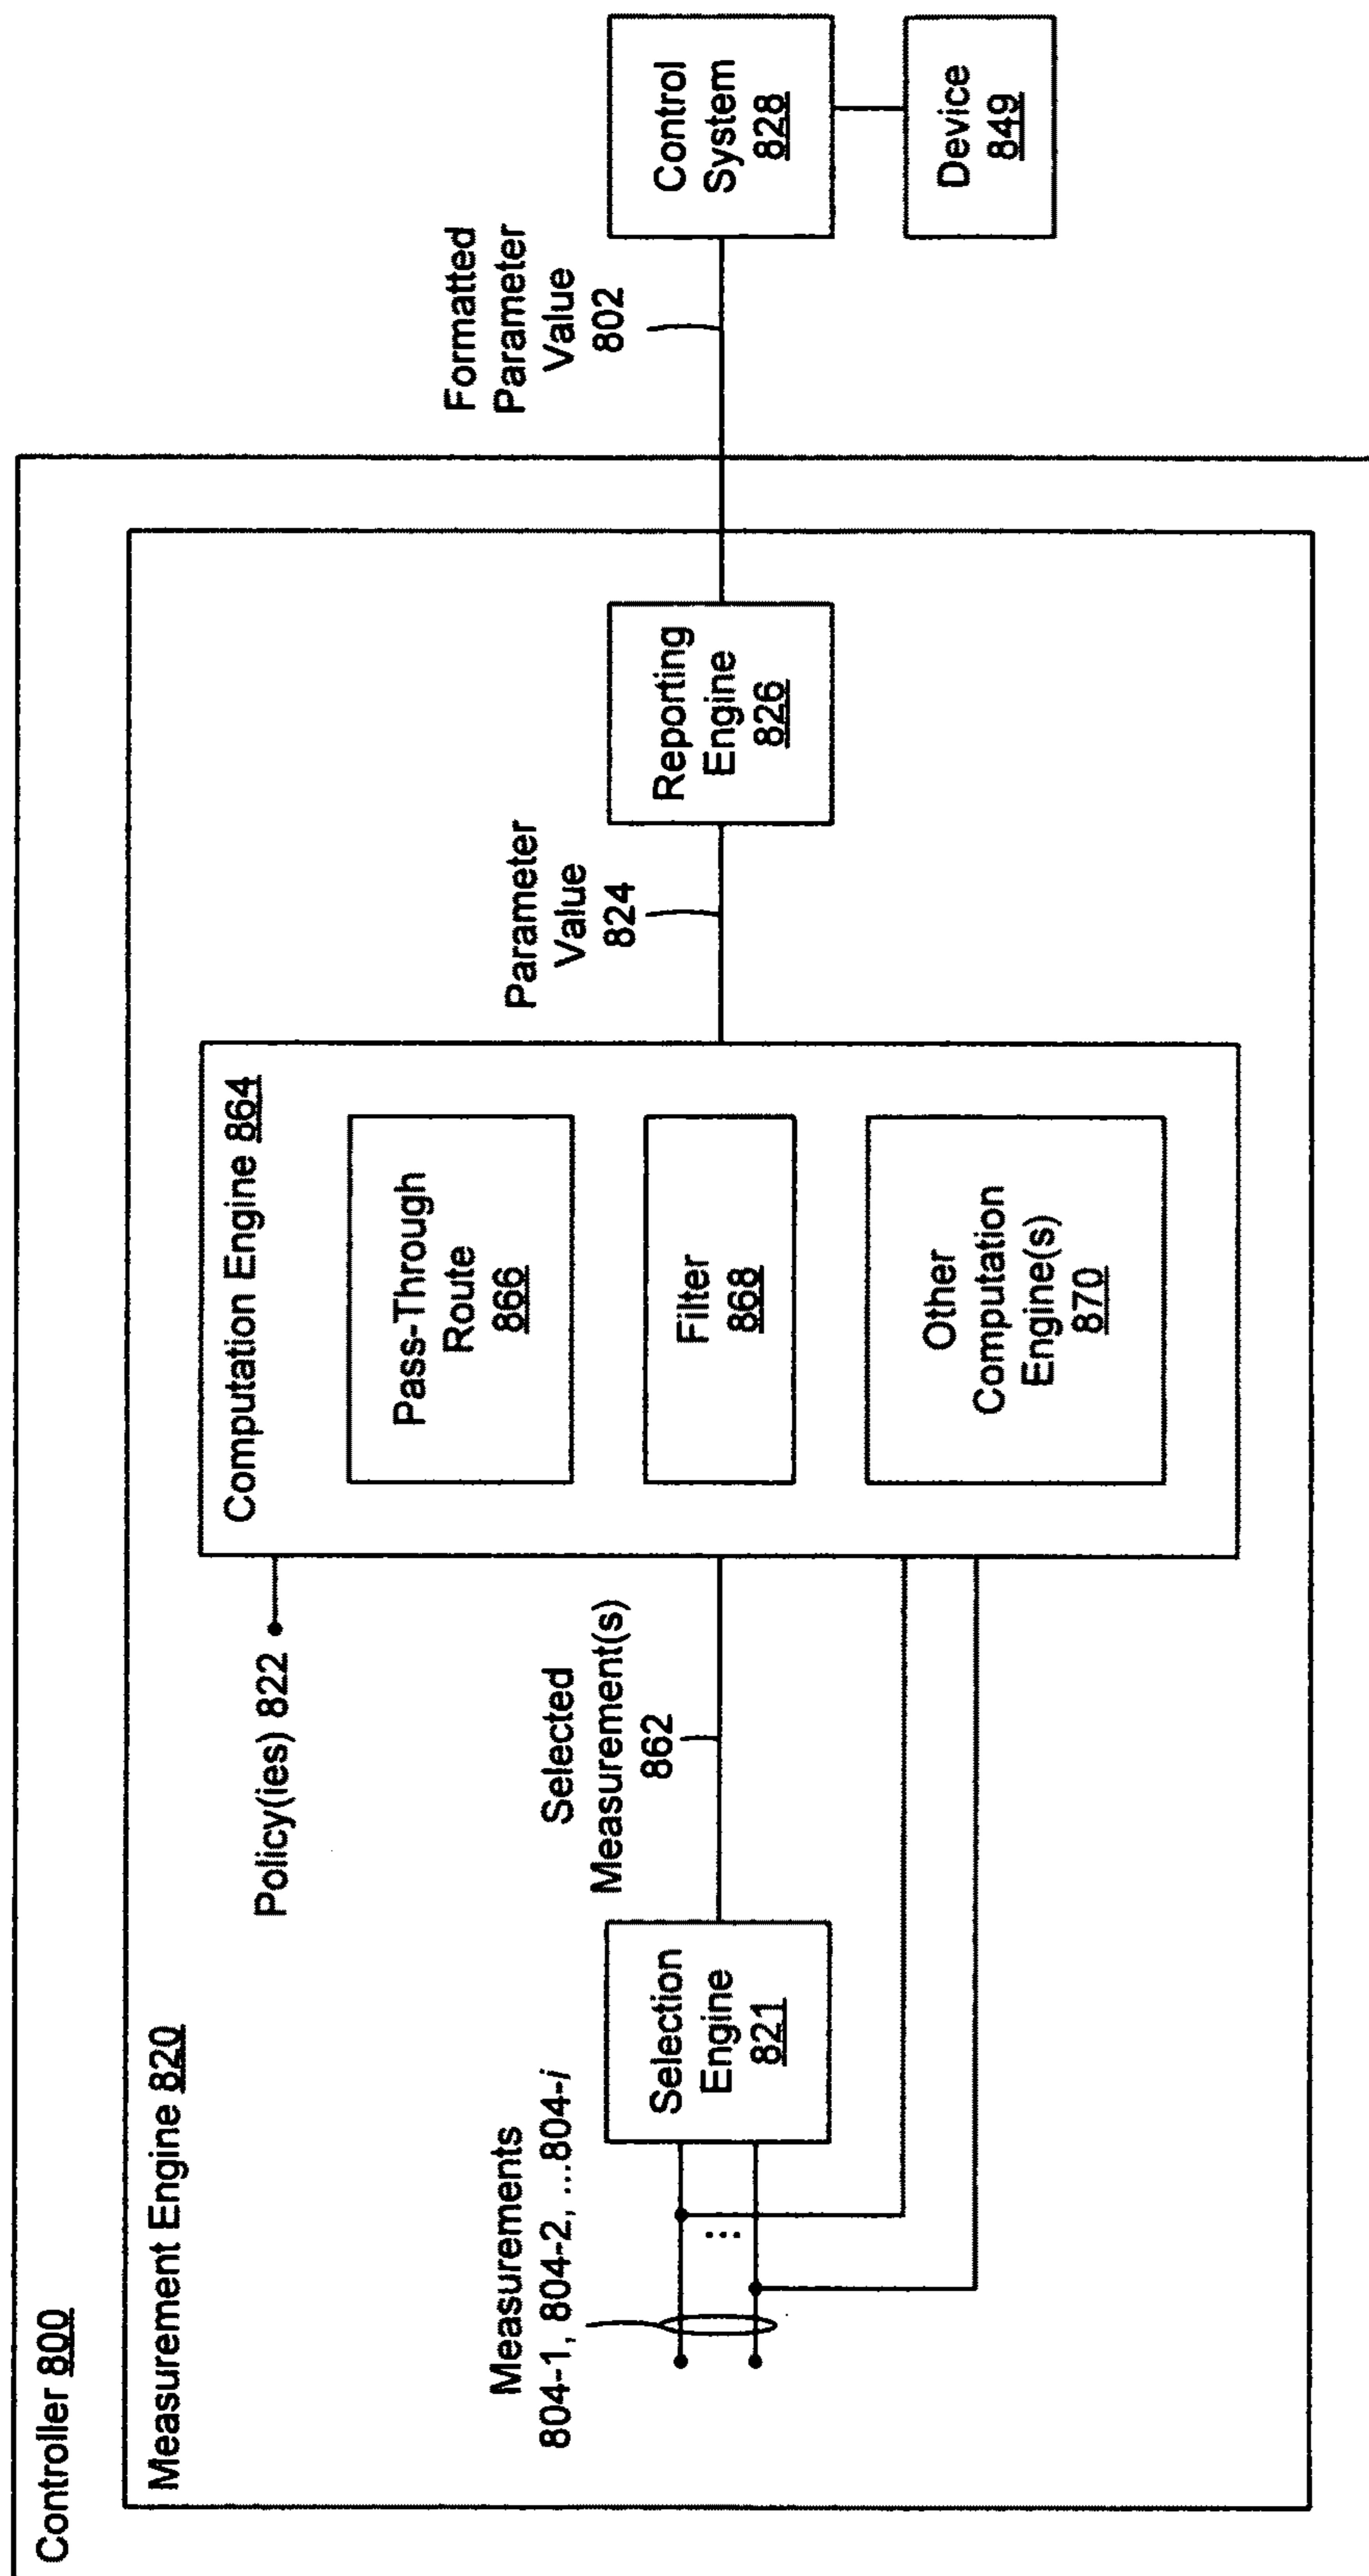 Controller 800
Measurement Engine 820
Measurements
804-1, 804-2, ...804-i
Selection
Engine
821
Selected
Measurement(s)
862
Policy(ies) 822
Computation Engine 864
Pass-Through
Route
866
Filter
868
Other
Computation
Engine(s)
870
Parameter
Value
824
Reporting
Engine
826
Formatted
Parameter
Value
802
Control
System
828
Device
849